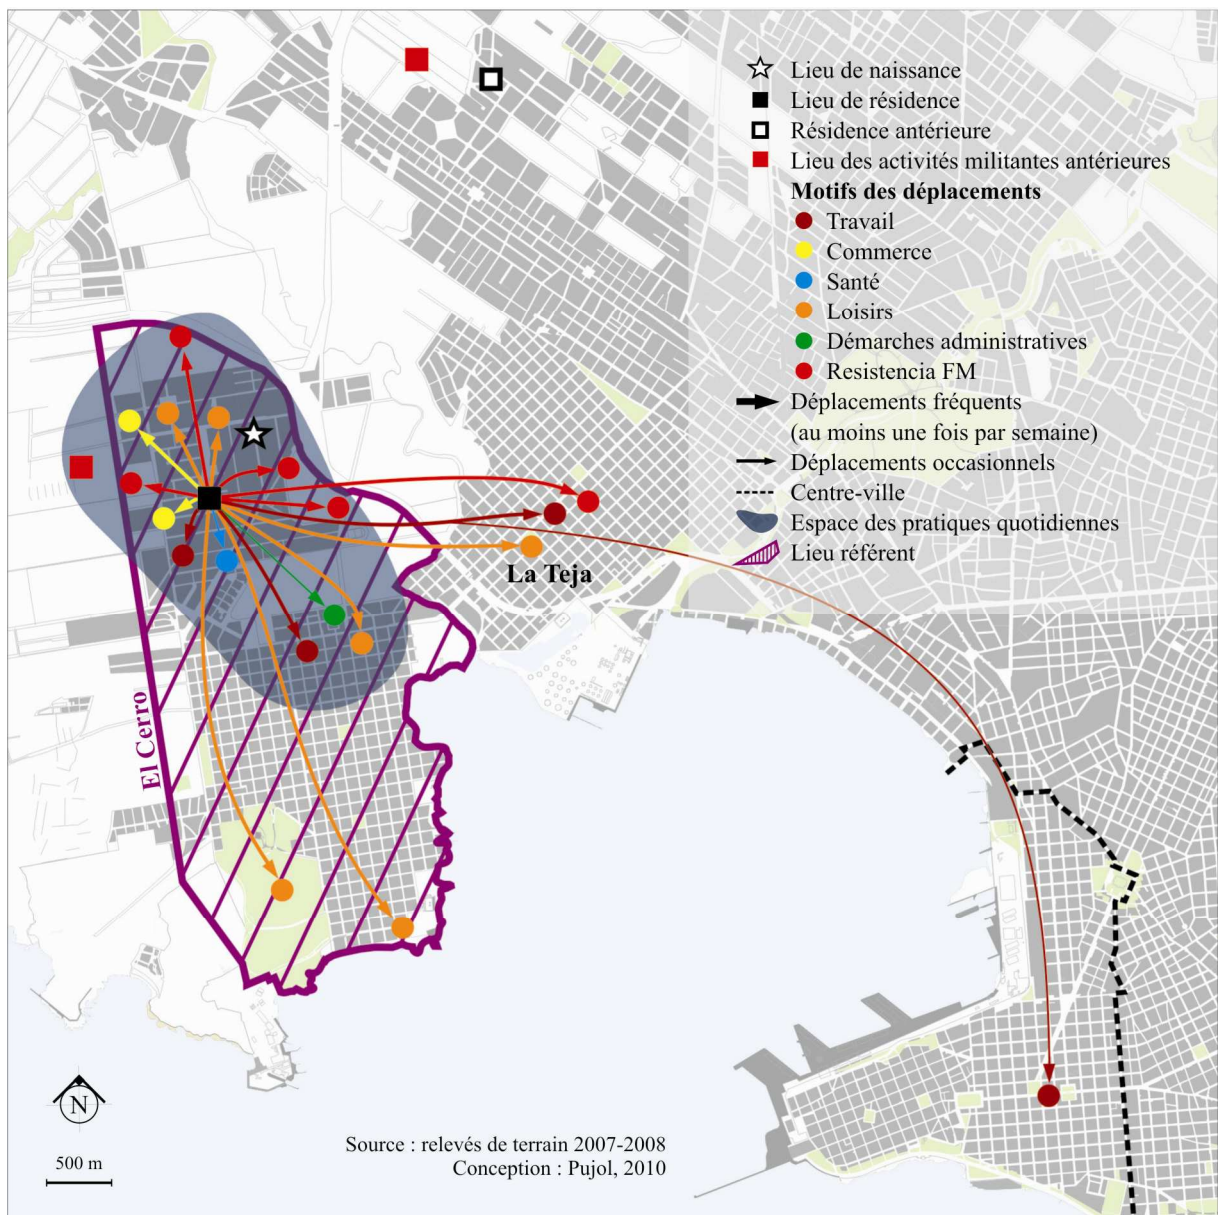 Lieu de naissance
Lieu de résidence
Résidence antérieure
Lieu des activités militantes antérieures
Motifs des déplacements
Travail
Commerce
Santé
Loisirs
Démarches administratives
Resistencia FM
Déplacements fréquents
(au moins une fois par semaine)
Déplacements occasionnels
Centre-ville
Espace des pratiques quotidiennes
Lieu référent
La Teja
El Cerro
N
500 m
Source : relevés de terrain 2007-2008
Conception : Pujol, 2010